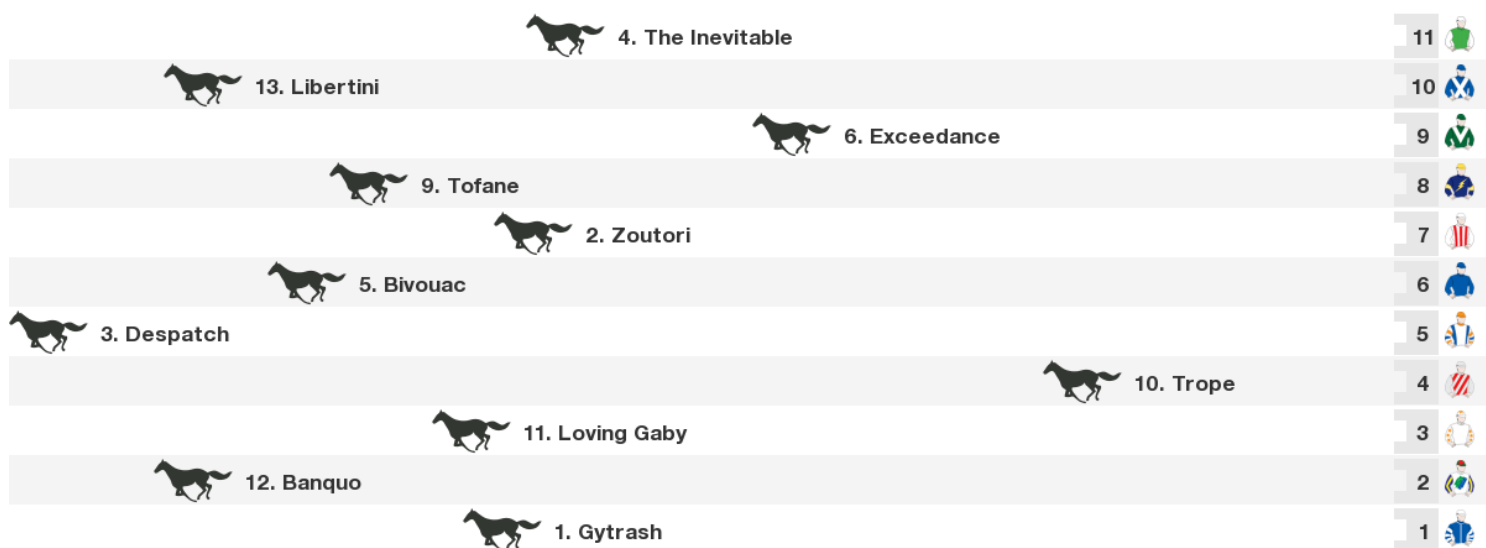 4. The Inevitable 11
13. Libertini 10
6. Exceedance 9
9. Tofane 8
2. Zoutori 7
5. Bivouac 6
3. Despatch 5
10. Trope 4
11. Loving Gaby 3
12. Banquo 2
1. Gytrash 1